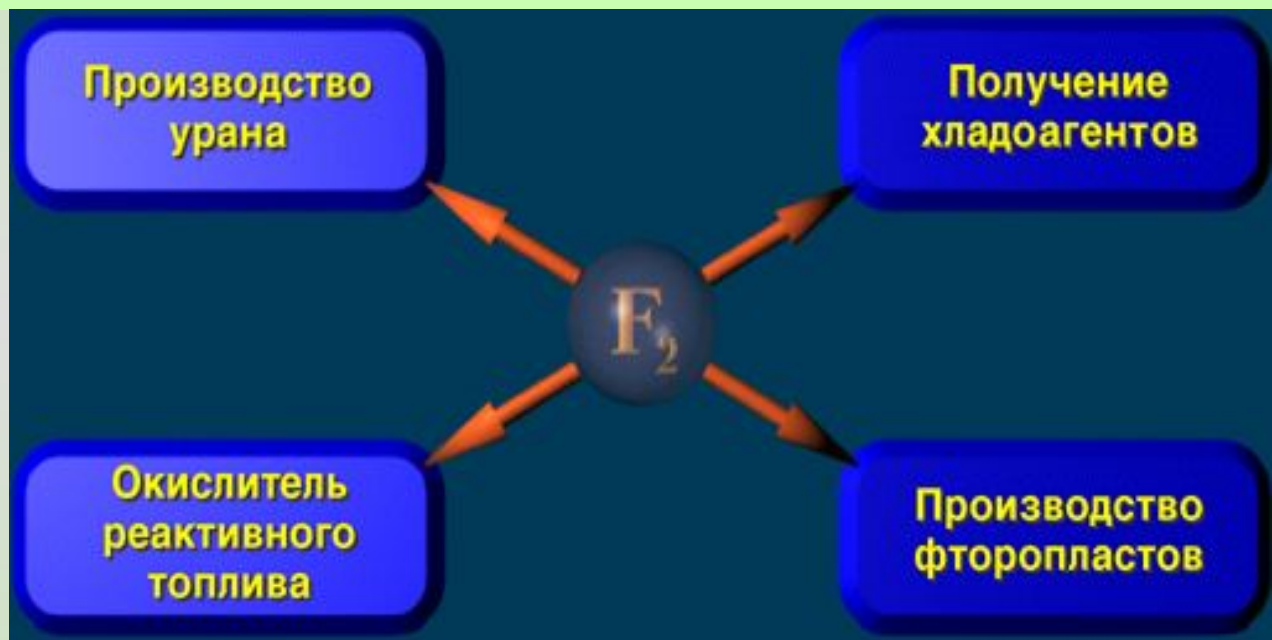 Производство
урана
Получение
хладоагентов
F₂
Окислитель
реактивного
топлива
Производство
фторопластов